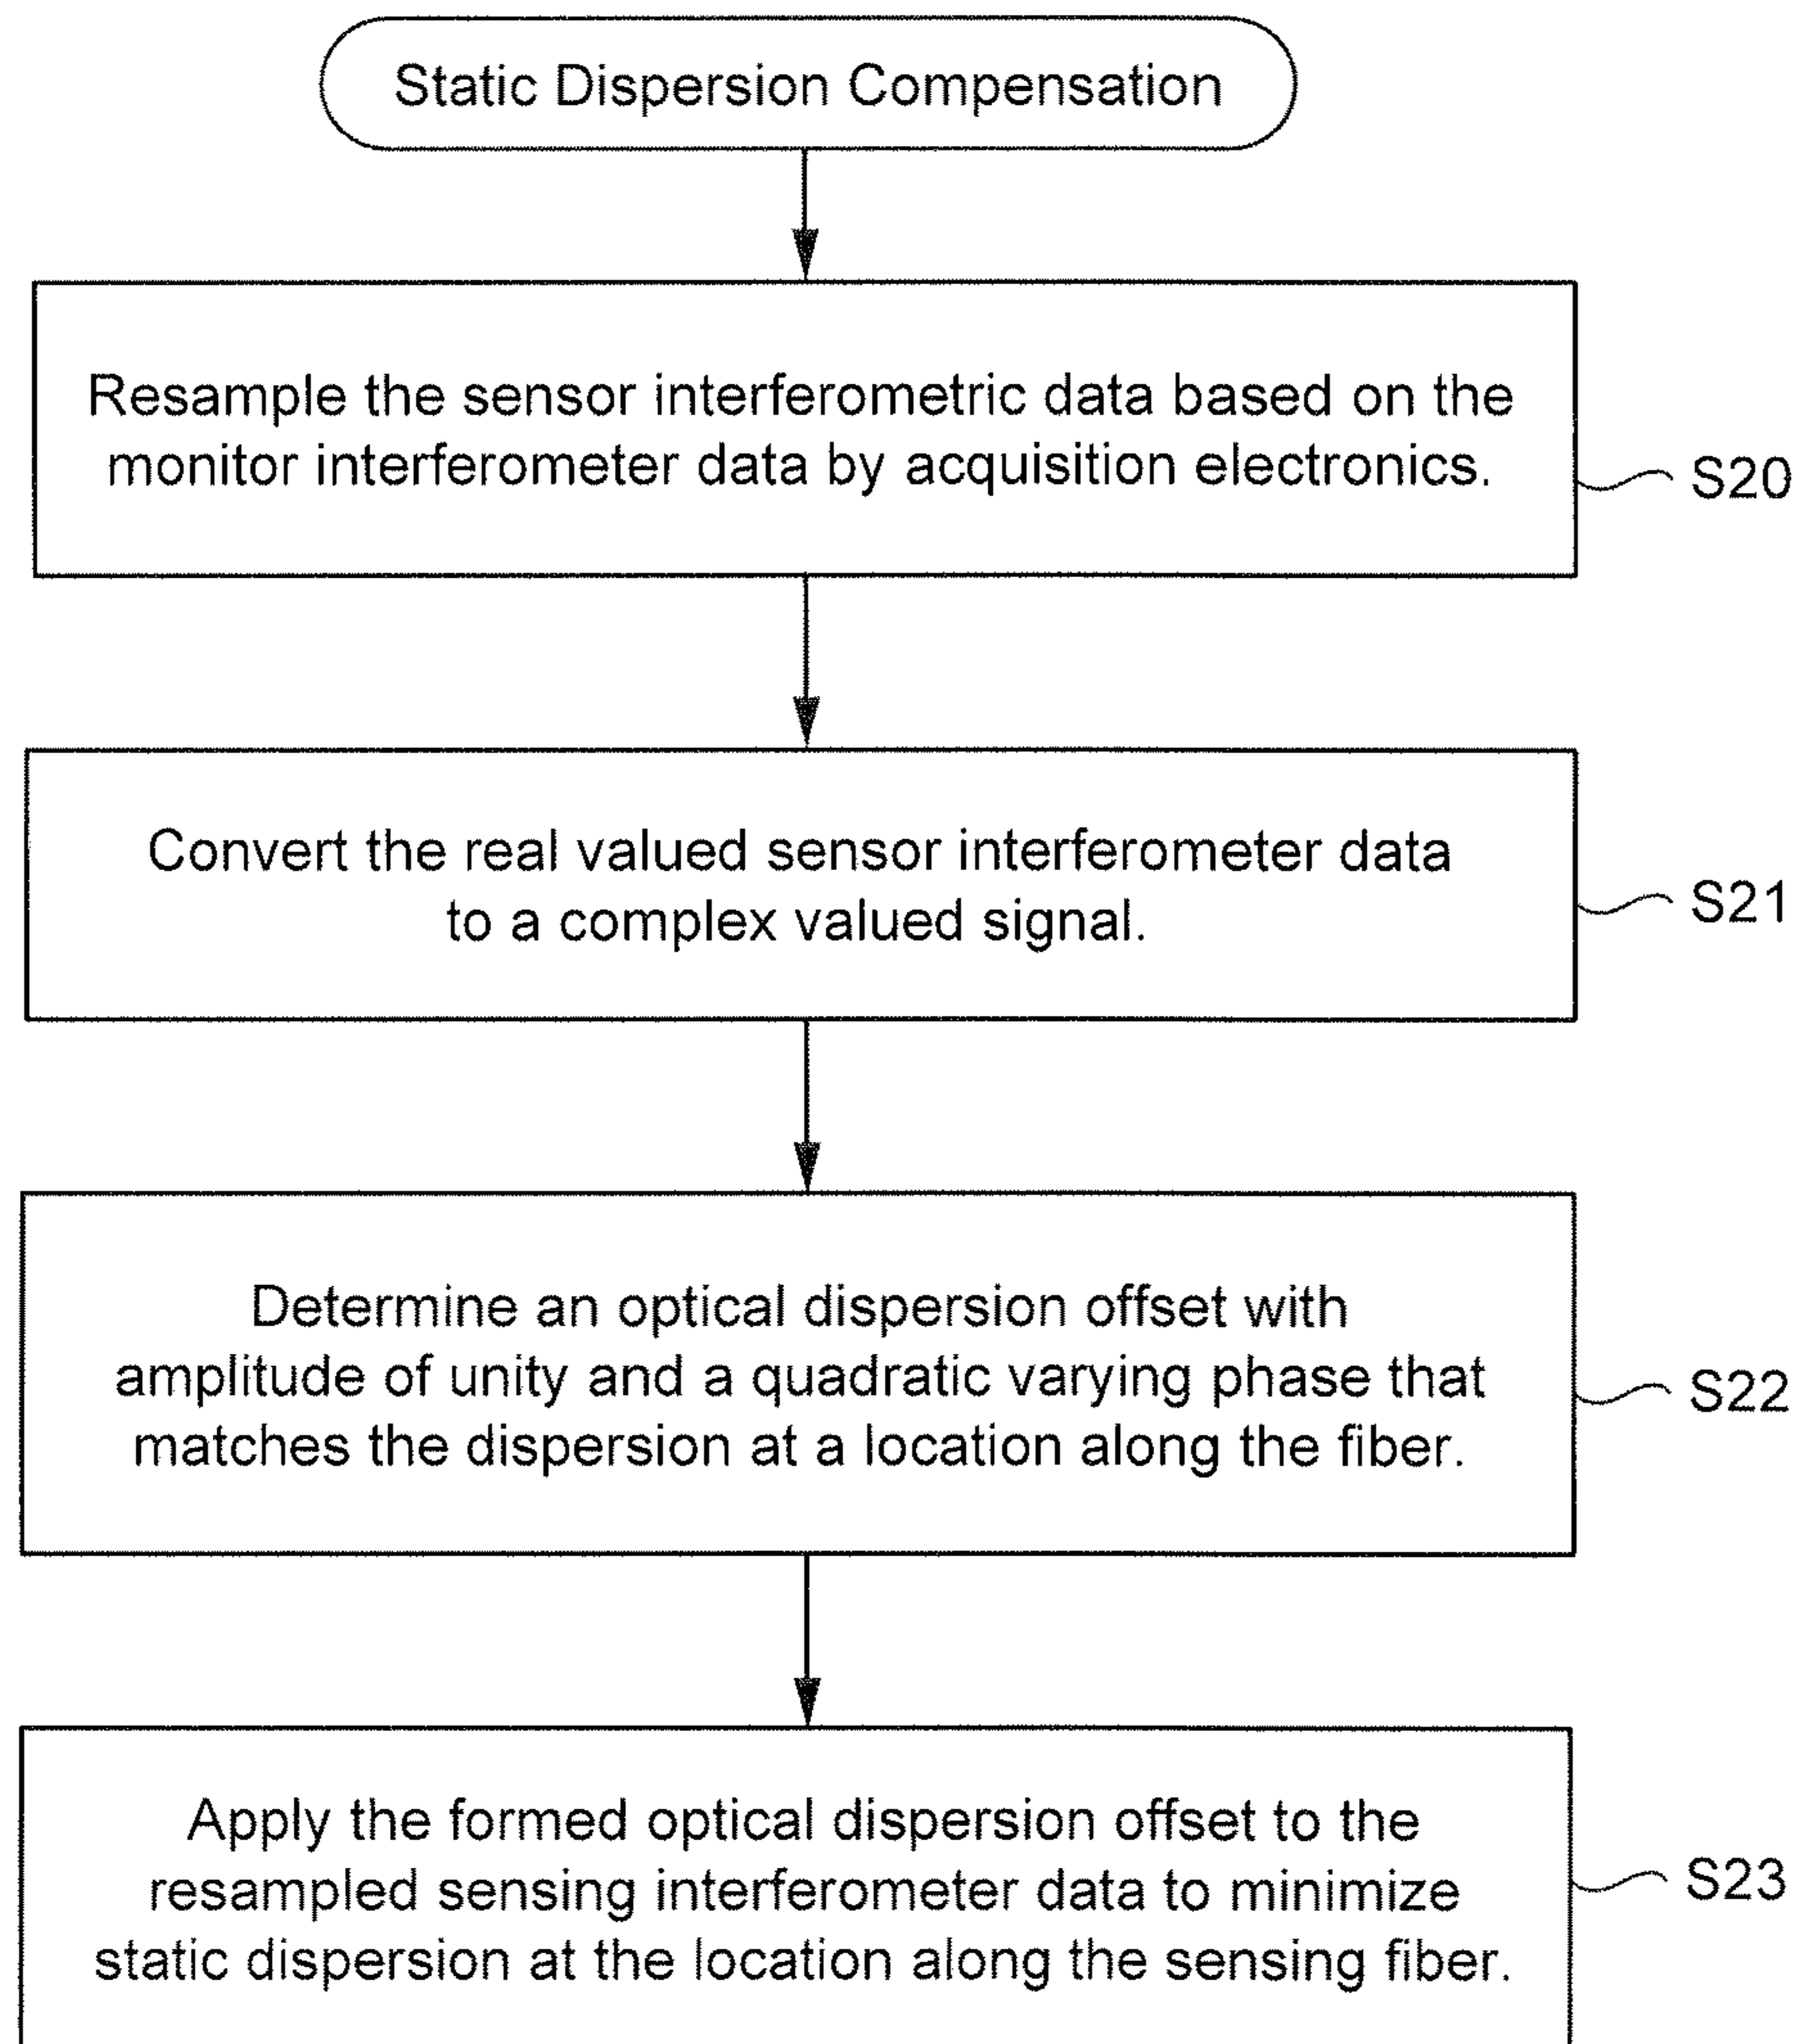 Static Dispersion Compensation
Resample the sensor interferometric data based on the
monitor interferometer data by acquisition electronics.
S20
Convert the real valued sensor interferometer data
to a complex valued signal.
S21
Determine an optical dispersion offset with
amplitude of unity and a quadratic varying phase that
matches the dispersion at a location along the fiber.
S22
Apply the formed optical dispersion offset to the
resampled sensing interferometer data to minimize
static dispersion at the location along the sensing fiber.
S23